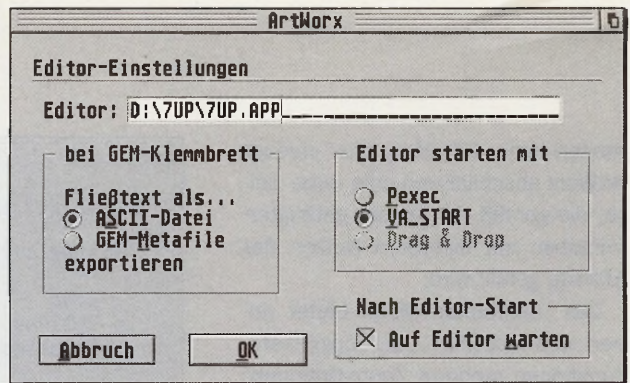 ArtWorx
Editor-Einstellungen
Editor: D:\7UP\7UP.APP
bei GEM-Klemmbrett
Fließtext als...
ASCII-Datei
GEM-Metafile
exportieren
Editor starten mit
Pexec
VA_START
Drag & Drop
Nach Editor-Start
Auf Editor warten
Abbruch
OK